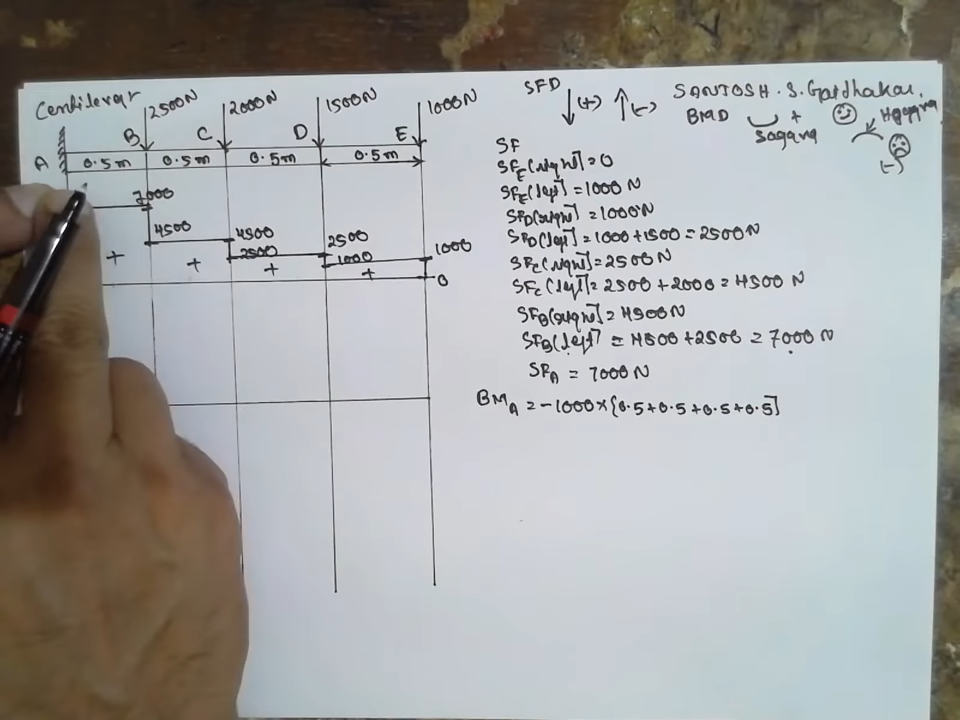 Cantilever
2500N 2000N 1500N 1000N
A B C D E
0.5m 0.5m 0.5m 0.5m
7000
4500 4500
2500 2500
1000 1000
+ + + + 0
SFD (+) (-)
SANTOSH. S. Gardhakar.
BMD + Sagging Hogging (-)
SF
SFE (right) = 0
SFE (left) = 1000 N
SFD (right) = 1000 N
SFD (left) = 1000 + 1500 = 2500 N
SFC (right) = 2500 N
SFC (left) = 2500 + 2000 = 4500 N
SFB (right) = 4500 N
SFB (left) = 4500 + 2500 = 7000 N
SFA = 7000 N
BMA = -1000 × [0.5 + 0.5 + 0.5 + 0.5]